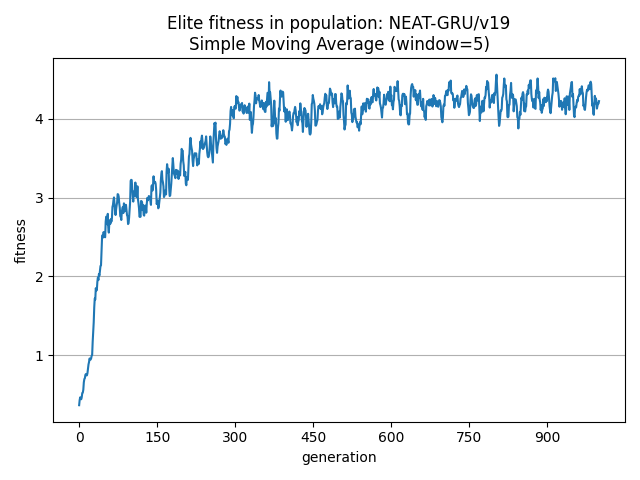 Elite fitness in population: NEAT-GRU/v19
Simple Moving Average (window=5)
fitness
4
3
2
1
0 150 300 450 600 750 900
generation